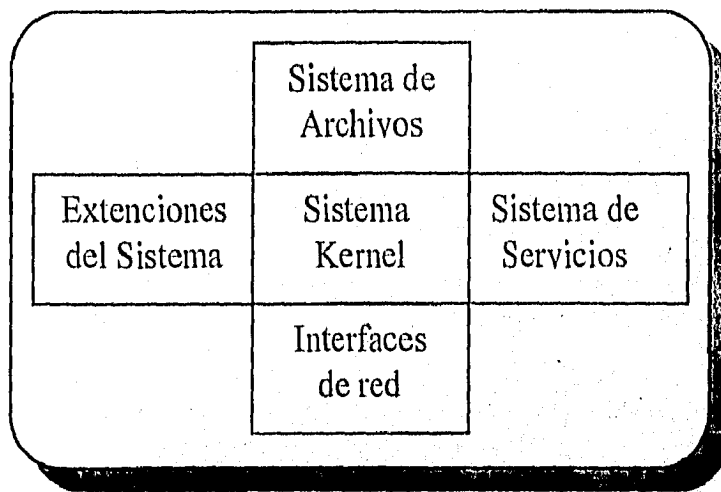 Sistema de
Archivos
Extenciones
del Sistema
Sistema
Kernel
Sistema de
Servicios
Interfaces
de red